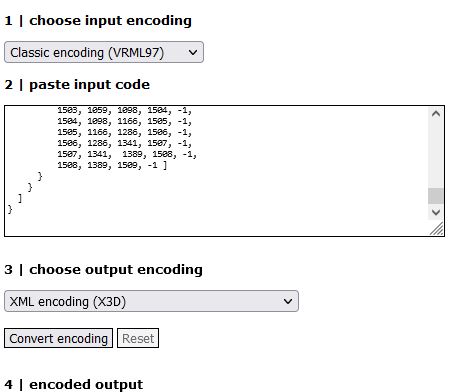 1 | choose input encoding
Classic encoding (VRML97)
2 | paste input code
1503, 1059, 1098, 1504, -1,
1504, 1098, 1166, 1505, -1,
1505, 1166, 1286, 1506, -1,
1506, 1286, 1341, 1507, -1,
1507, 1341,  1389, 1508, -1,
1508, 1389, 1509, -1 ]
}
}
]
}
3 | choose output encoding
XML encoding (X3D)
Convert encoding Reset
4 | encoded output